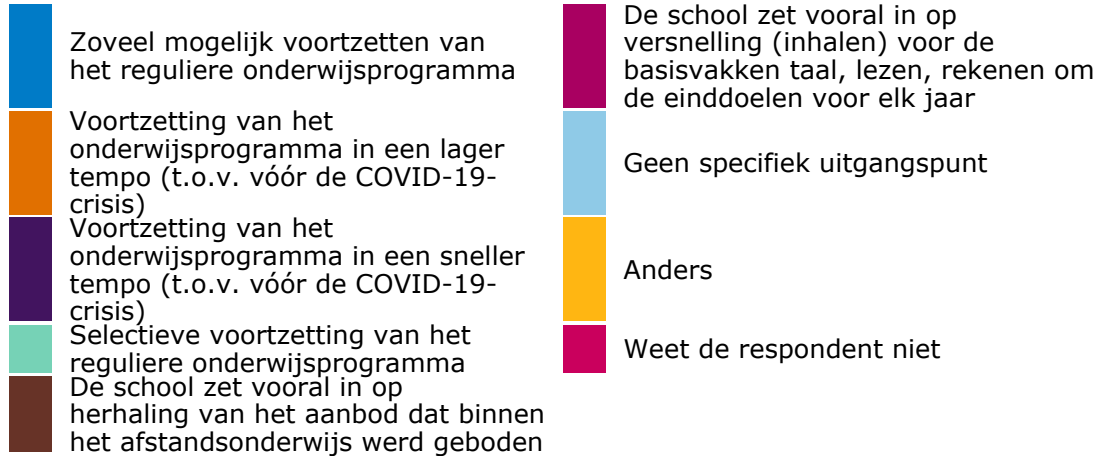 Zoveel mogelijk voortzetten van
het reguliere onderwijsprogramma
Voortzetting van het
onderwijsprogramma in een lager
tempo (t.o.v. vóór de COVID-19-
crisis)
Voortzetting van het
onderwijsprogramma in een sneller
tempo (t.o.v. vóór de COVID-19-
crisis)
Selectieve voortzetting van het
reguliere onderwijsprogramma
De school zet vooral in op
herhaling van het aanbod dat binnen
het afstandsonderwijs werd geboden
De school zet vooral in op
versnelling (inhalen) voor de
basisvakken taal, lezen, rekenen om
de einddoelen voor elk jaar
Geen specifiek uitgangspunt
Anders
Weet de respondent niet